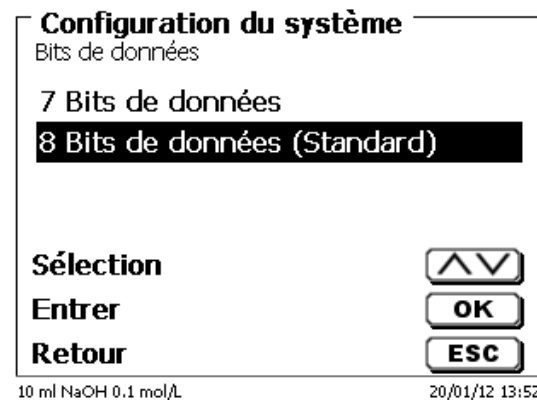 Configuration du système
Bits de données
7 Bits de données
8 Bits de données (Standard)
Sélection
Entrer OK
Retour ESC
10 ml NaOH 0.1 mol/L 20/01/12 13:52